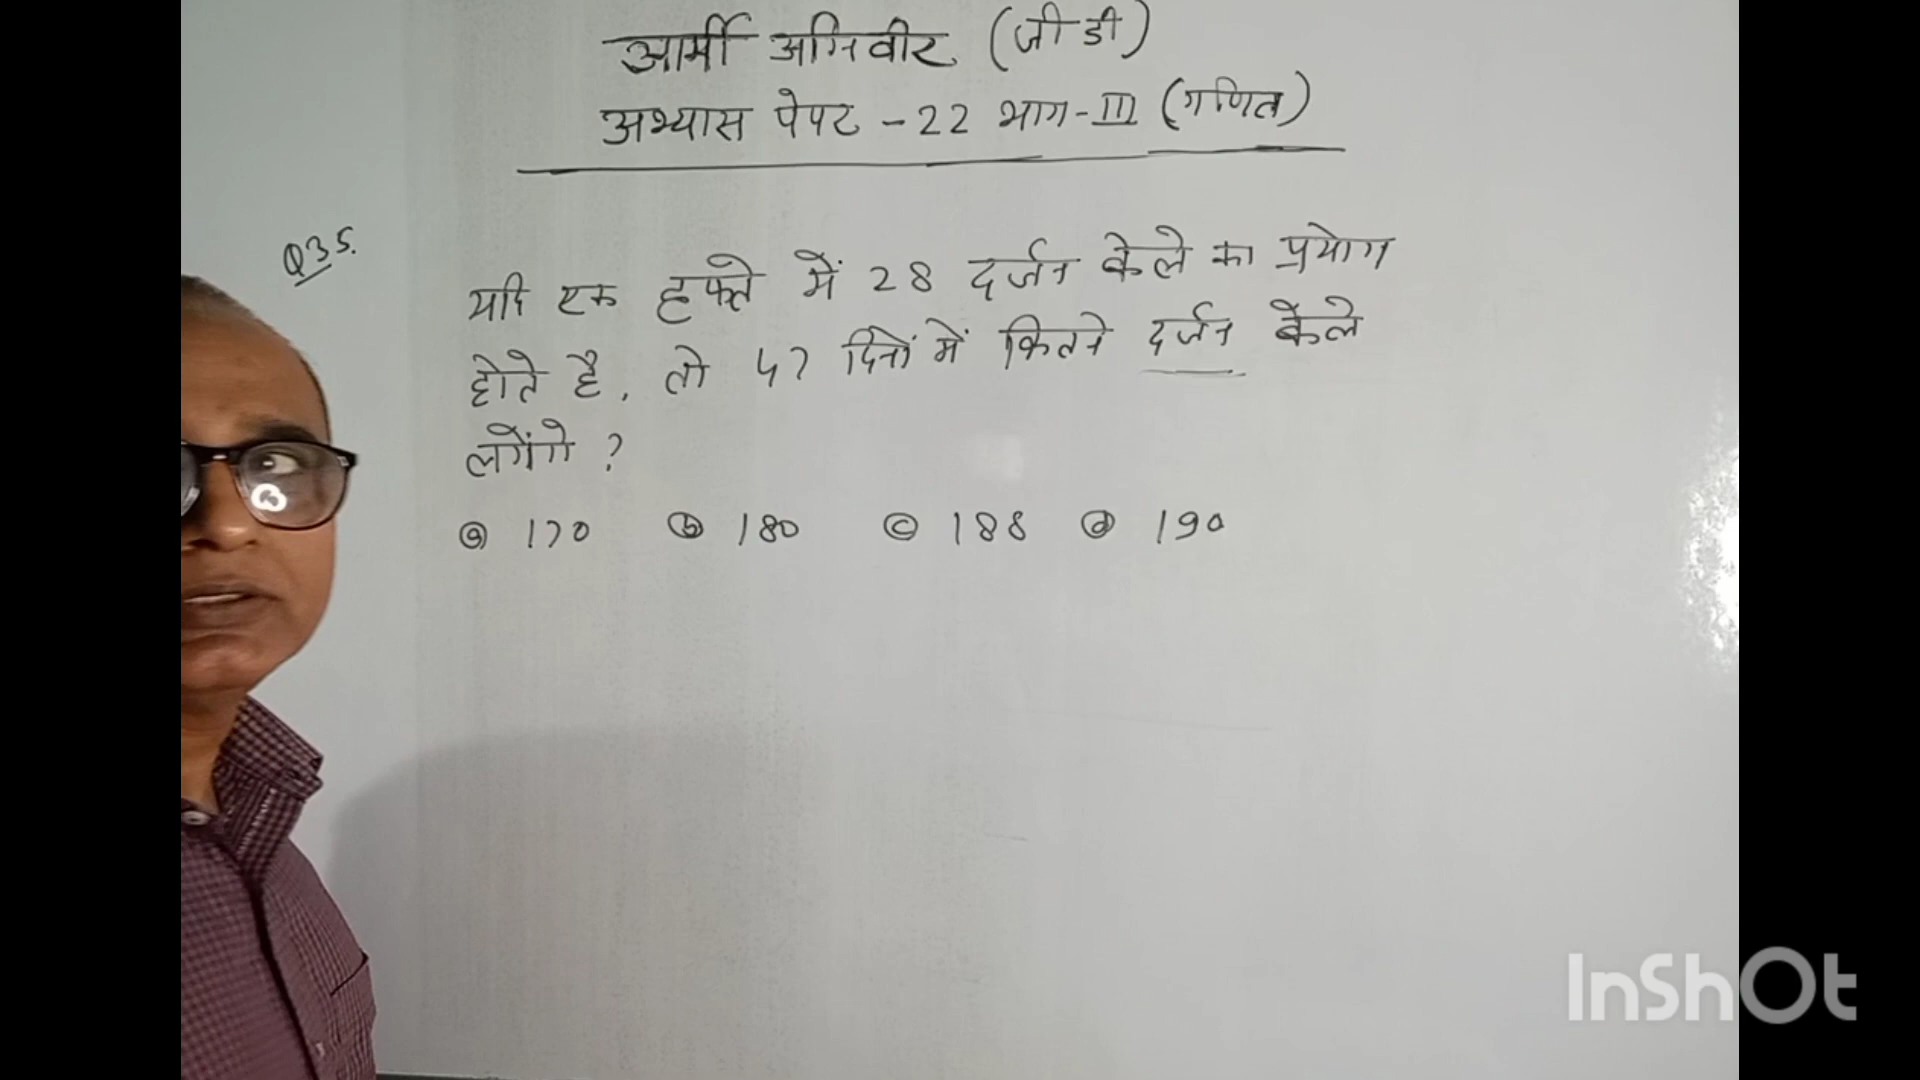 आर्मी अग्निवीर (जी डी)
अभ्यास पेपर - 22 भाग - III (गणित)
Q35.
यदि एक हफ्ते में 28 दर्जन केले का प्रयोग
होते है, तो 47 दिनों में कितने दर्जन केले
लगेंगे ?
(a) 170 (b) 180 (c) 188 (d) 190
InShOt